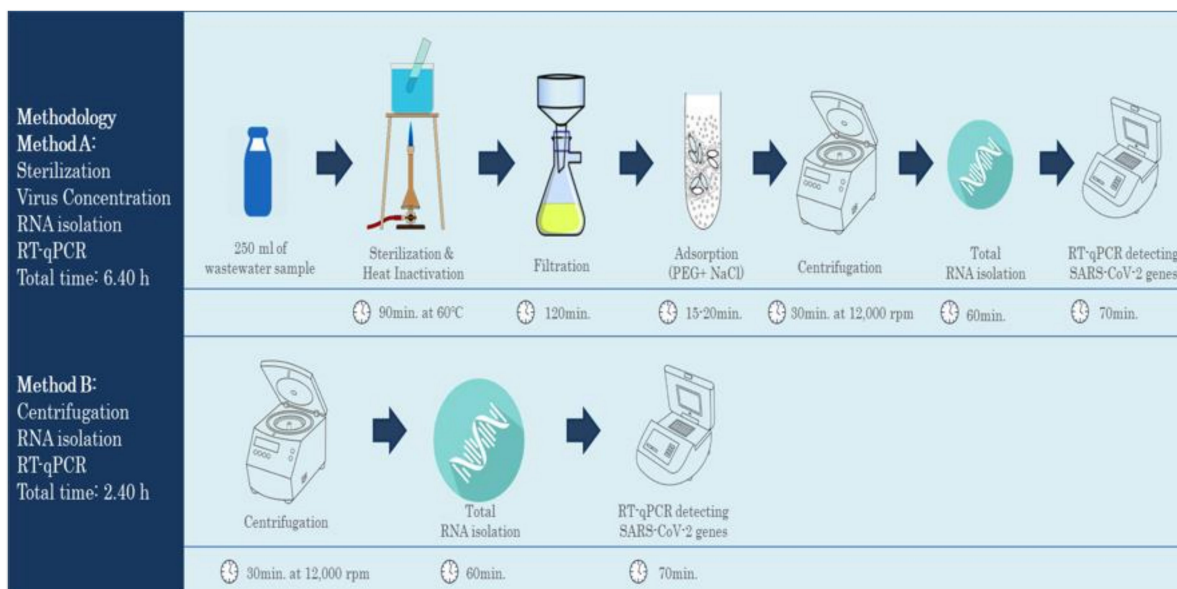 Methodology
Method A:
Sterilization
Virus Concentration
RNA isolation
RT-qPCR
Total time: 6.40 h
250 ml of
wastewater sample
Sterilization &
Heat Inactivation
Filtration
Adsorption
(PEG+ NaCl)
Centrifugation
Total
RNA isolation
RT-qPCR detecting
SARS-CoV-2 genes
90min. at 60°C
120min.
15-20min.
30min at 12,000 rpm
60min.
70min.
Method B:
Centrifugation
RNA isolation
RT-qPCR
Total time: 2.40 h
Centrifugation
Total
RNA isolation
RT-qPCR detecting
SARS-CoV-2 genes
30min. at 12,000 rpm
60min.
70min.